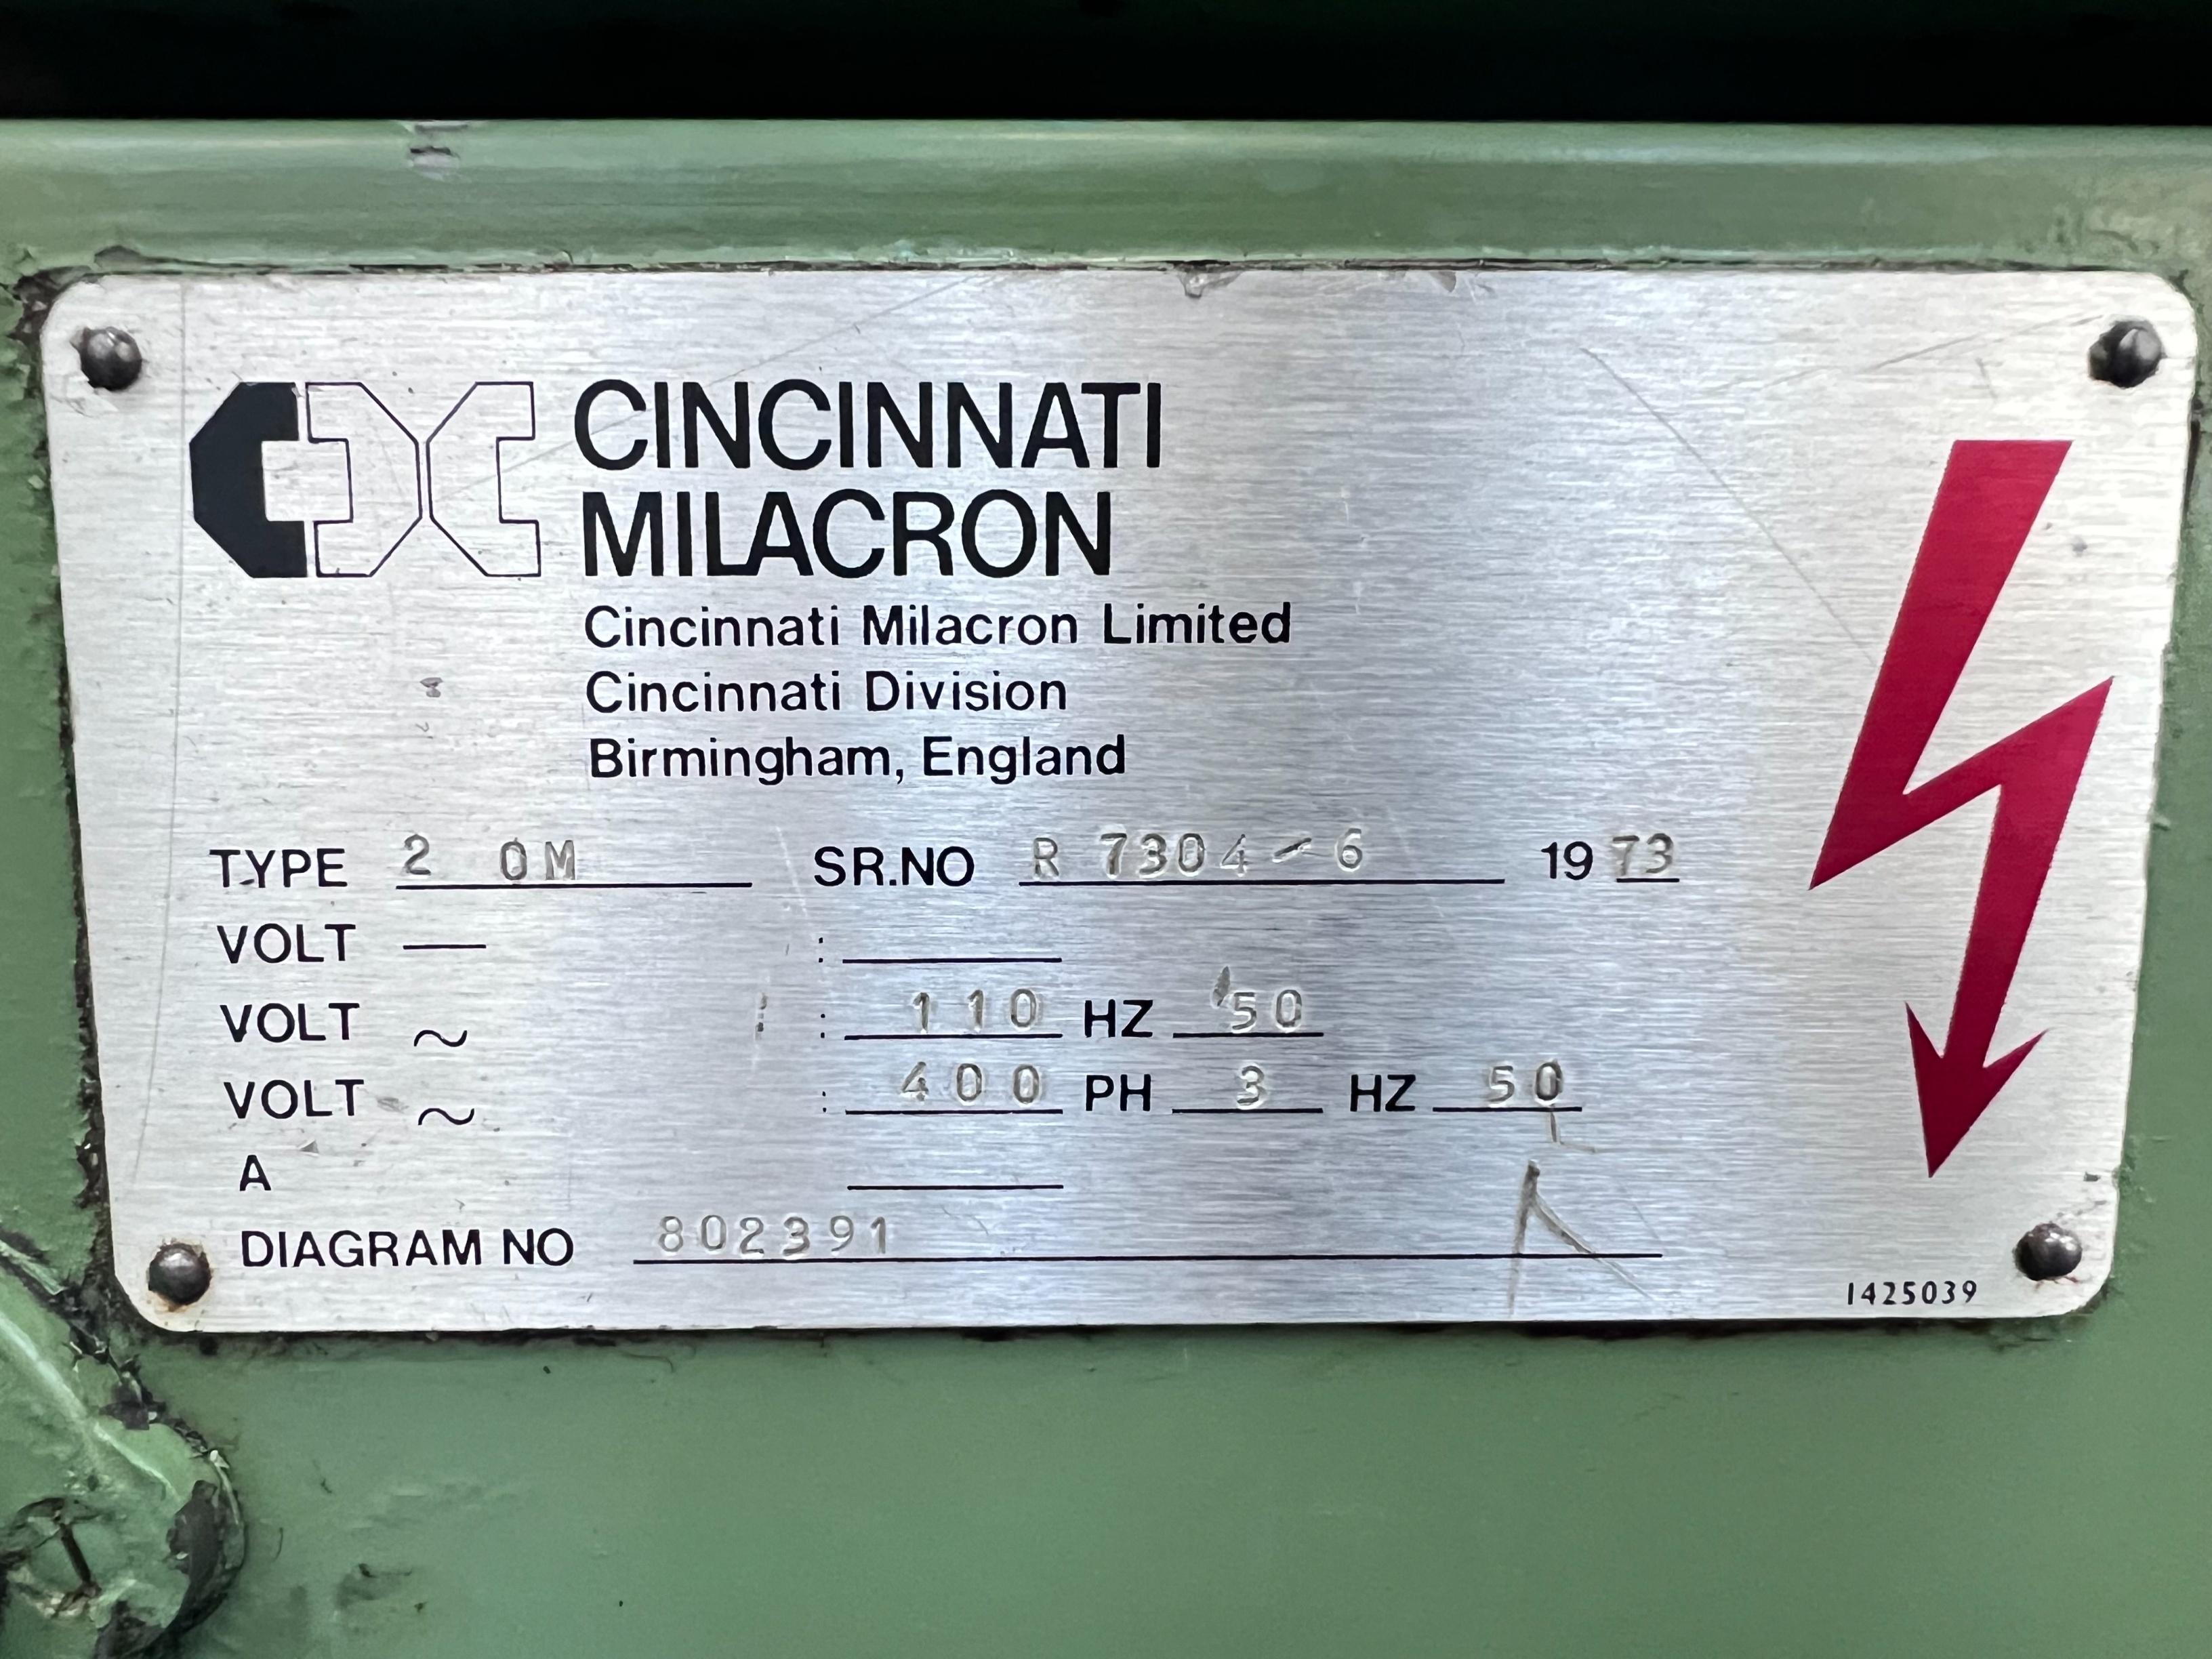 CINCINNATI
MILACRON
Cincinnati Milacron Limited
Cincinnati Division
Birmingham, England
TYPE 2 OM SR.NO R 7304-6 1973
VOLT — :
VOLT ~ : 110 HZ 50
VOLT ~ : 400 PH 3 HZ 50
A
DIAGRAM NO 802391
1425039